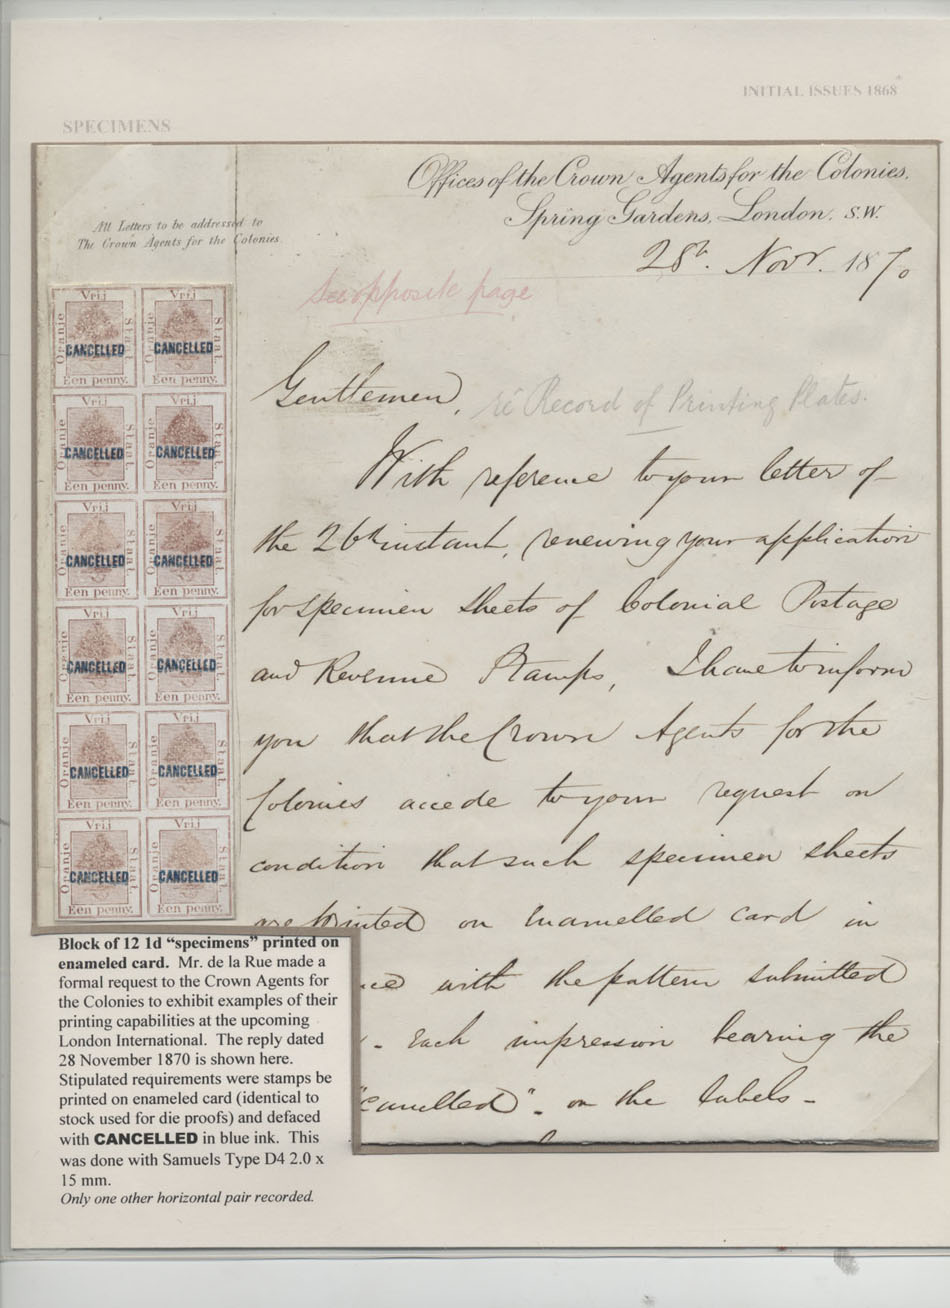 INITIAL ISSUES 1868
SPECIMENS
Offices of the Crown Agents for the Colonies,
Spring Gardens, London. S.W.
All Letters to be addressed to
The Crown Agents for the Colonies.
28th. Novr. 1870
See opposite page
Gentlemen,
re Record of Printing Plates.
With reference to your letter of
the 26th instant, renewing your application
for specimen sheets of Colonial Postage
and Revenue Stamps, I have to inform
you that the Crown Agents for the
Colonies accede to your request on
condition that such specimen sheets
are printed on Enamelled Card in
with the pattern submitted
- Each impression bearing the
"cancelled" - on the labels -
Vrij Vrij
Oranje CANCELLED Staat. Oranje CANCELLED Staat.
Een penny. Een penny.
Vrij Vrij
Oranje CANCELLED Staat. Oranje CANCELLED Staat.
Een penny. Een penny.
Vrij Vrij
Oranje CANCELLED Staat. Oranje CANCELLED Staat.
Een penny. Een penny.
Vrij Vrij
Oranje CANCELLED Staat. Oranje CANCELLED Staat.
Een penny. Een penny.
Vrij Vrij
Oranje CANCELLED Staat. Oranje CANCELLED Staat.
Een penny. Een penny.
Vrij Vrij
Oranje CANCELLED Staat. Oranje CANCELLED Staat.
Een penny. Een penny.
Block of 12 1d “specimens” printed on
enameled card. Mr. de la Rue made a
formal request to the Crown Agents for
the Colonies to exhibit examples of their
printing capabilities at the upcoming
London International. The reply dated
28 November 1870 is shown here.
Stipulated requirements were stamps be
printed on enameled card (identical to
stock used for die proofs) and defaced
with CANCELLED in blue ink. This
was done with Samuels Type D4 2.0 x
15 mm.
Only one other horizontal pair recorded.